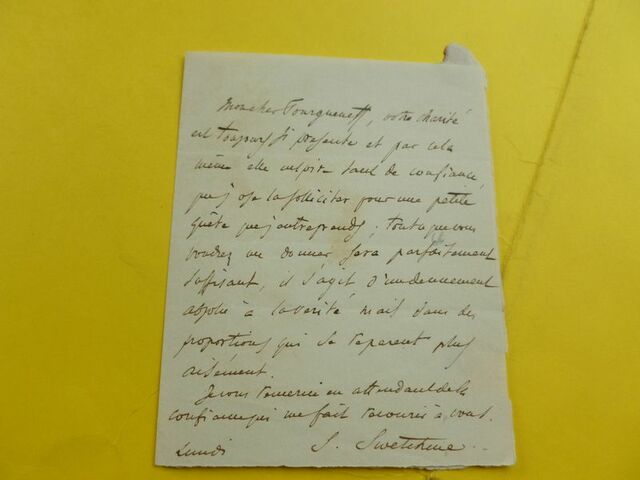 Mon cher Tourgueneff, votre charité
est toujours si présente et par cela
même elle inspire tant de confiance
que j'ose la solliciter pour une petite
quête que j'entreprends ; tout ce que vous
voudrez me donner sera parfaitement
suffisant, il s'agit d'un dénuement
absolu à la vérité mais dans des
proportions qui se réparent plus
aisément.
Je vous remercie en attendant de la
confiance qui me fait recourir à vous.
Lundi S. Swetchine